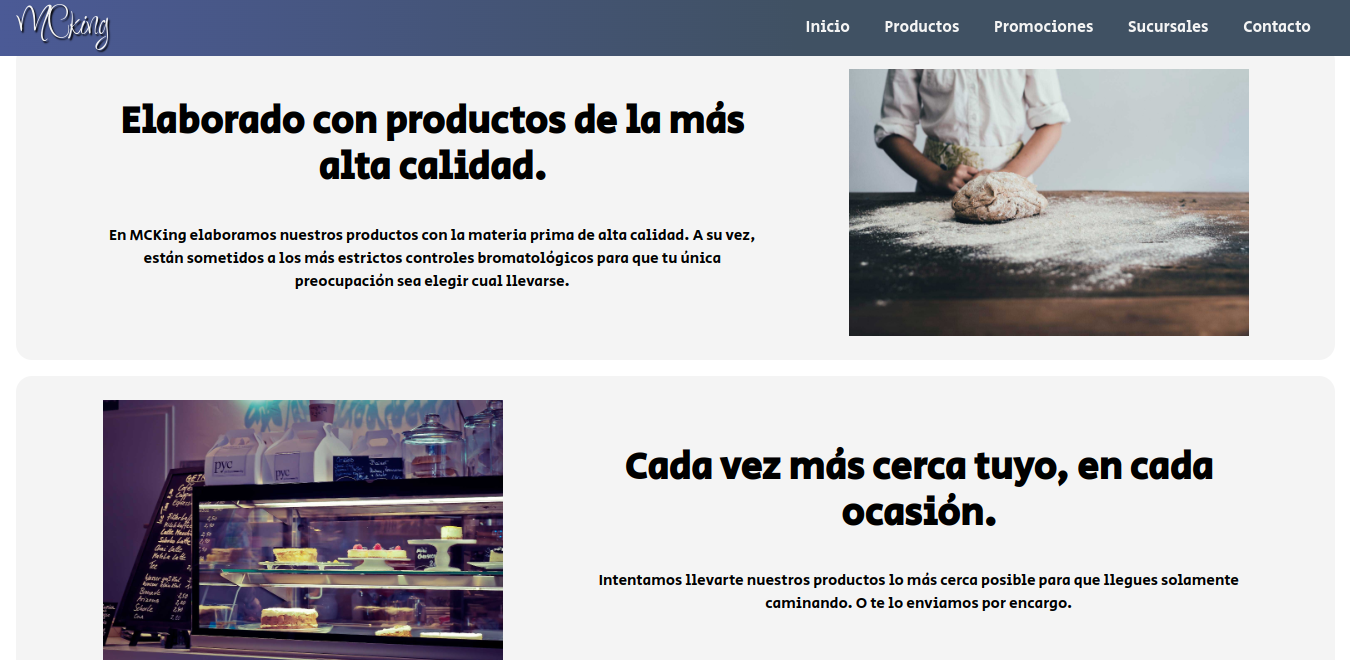 MCking
Inicio Productos Promociones Sucursales Contacto
Elaborado con productos de la más
alta calidad.
En MCKing elaboramos nuestros productos con la materia prima de alta calidad. A su vez,
están sometidos a los más estrictos controles bromatológicos para que tu única
preocupación sea elegir cual llevarse.
pyc
pyc
Cada vez más cerca tuyo, en cada
ocasión.
Intentamos llevarte nuestros productos lo más cerca posible para que llegues solamente
caminando. O te lo enviamos por encargo.